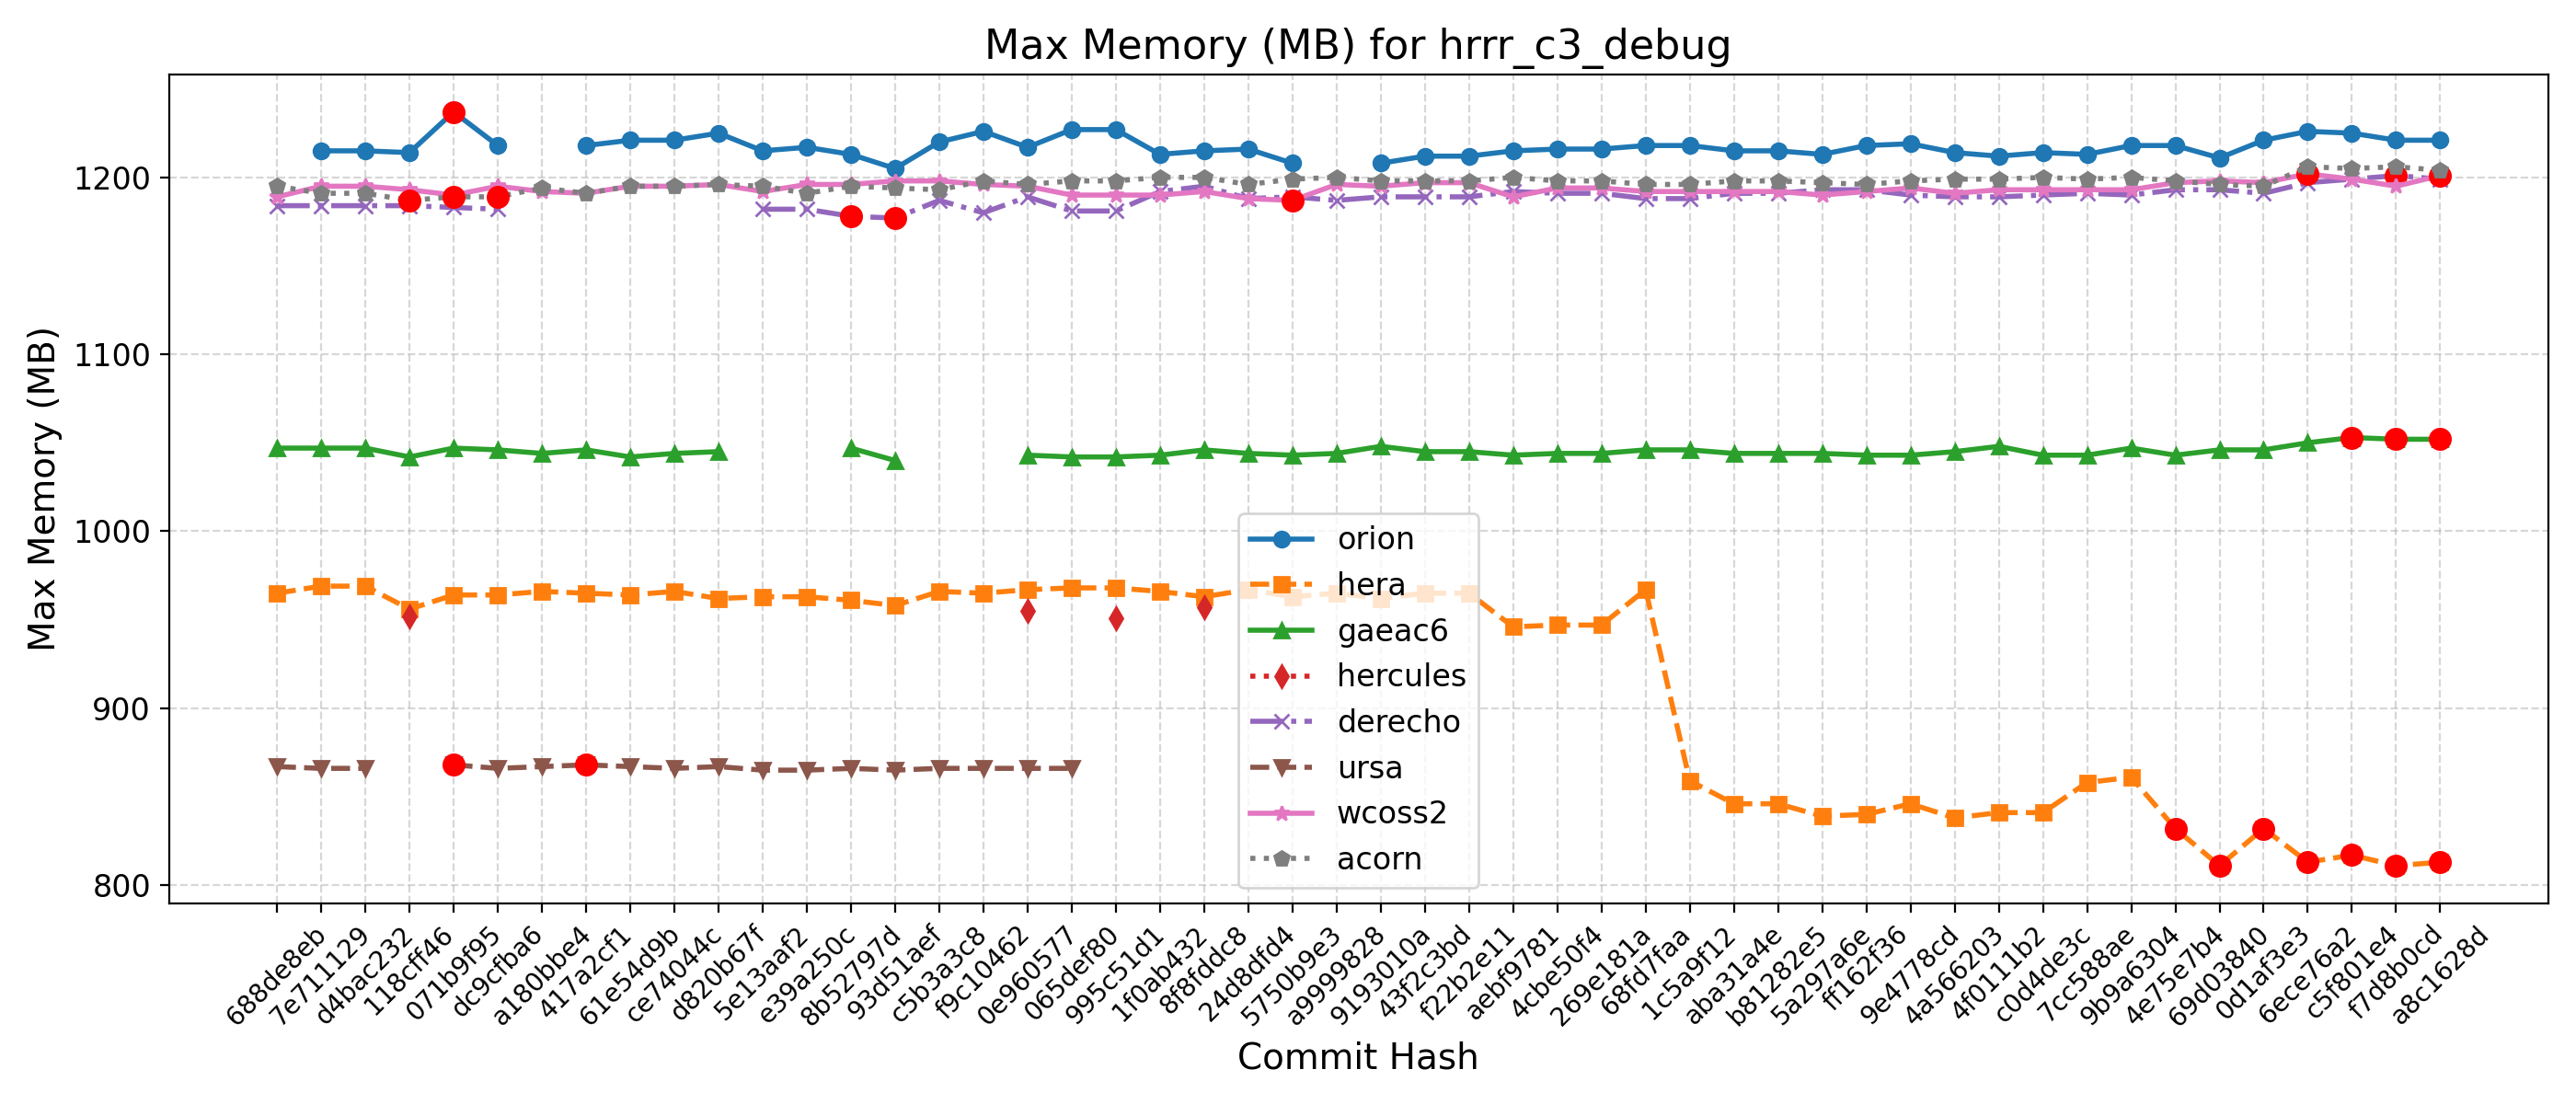 Max Memory (MB) for hrrr_c3_debug
Max Memory (MB)
1200
1100
1000
900
800
orion
hera
gaeac6
hercules
derecho
ursa
wcoss2
acorn
688de8eb
7e711129
d4bac232
118cff46
071b9f95
dc9cfba6
a180bbe4
417a2cf1
61e54d9b
ce74044c
d820b67f
5e13aaf2
e39a250c
8b52797d
93d51aef
c5b3a3c8
f9c10462
0e960577
065def80
995c51d1
1f0ab432
8f8fddc8
24d8dfd4
5750b9e3
a9999828
9193010a
43f2c3bd
f22b2e11
aebf9781
4cbe50f4
269e181a
68fd7faa
1c5a9f12
aba31a4e
b81282e5
5a297a6e
ff162f36
9e4778cd
4a566203
4f0111b2
c0d4de3c
7cc588ae
9b9a6304
4e75e7b4
69d03840
0d1af3e3
6ece76a2
c5f801e4
f7d8b0cd
a8c1628d
Commit Hash